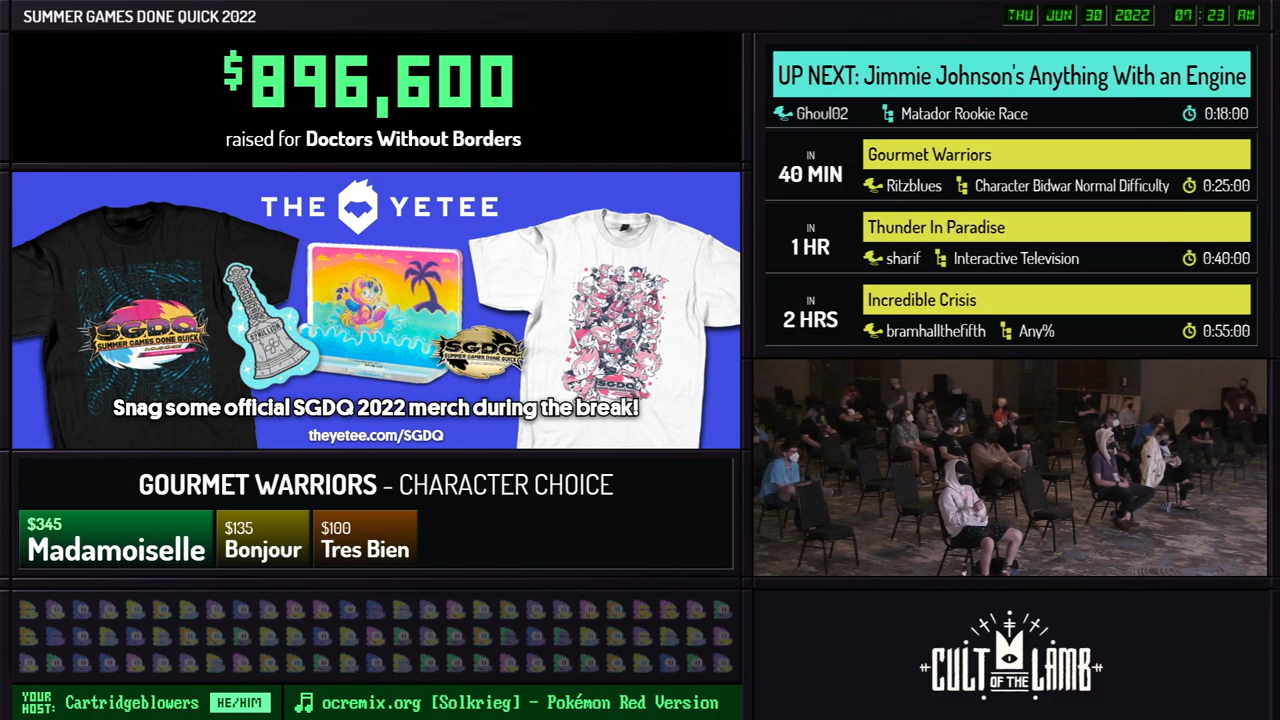 SUMMER GAMES DONE QUICK 2022
THU JUN 30 2022 07:23 AM
$896,600
raised for Doctors Without Borders
THE YETEE
SGDQ
SUMMER GAMES DONE QUICK
SGDQ
SUMMER GAMES DONE QUICK
SGDQ
Snag some official SGDQ 2022 merch during the break!
theyetee.com/SGDQ
GOURMET WARRIORS - CHARACTER CHOICE
$345
Madamoiselle
$135
Bonjour
$100
Tres Bien
YOUR HOST: Cartridgeblowers HE/HIM
ocremix.org [Solkrieg] - Pokémon Red Version
UP NEXT: Jimmie Johnson's Anything With an Engine
Ghoul02 Matador Rookie Race 0:18:00
IN 40 MIN
Gourmet Warriors
Ritzblues Character Bidwar Normal Difficulty 0:25:00
IN 1 HR
Thunder In Paradise
sharif Interactive Television 0:40:00
IN 2 HRS
Incredible Crisis
bramhallthefifth Any% 0:55:00
CULT OF THE LAMB